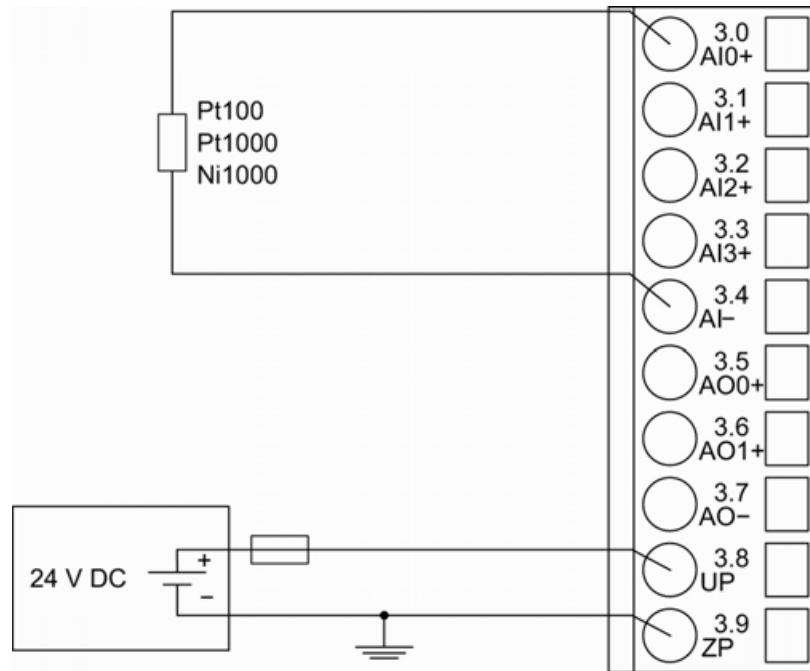 Pt100
Pt1000
Ni1000
24 V DC
+
−
3.0
AI0+
3.1
AI1+
3.2
AI2+
3.3
AI3+
3.4
AI−
3.5
AO0+
3.6
AO1+
3.7
AO−
3.8
UP
3.9
ZP